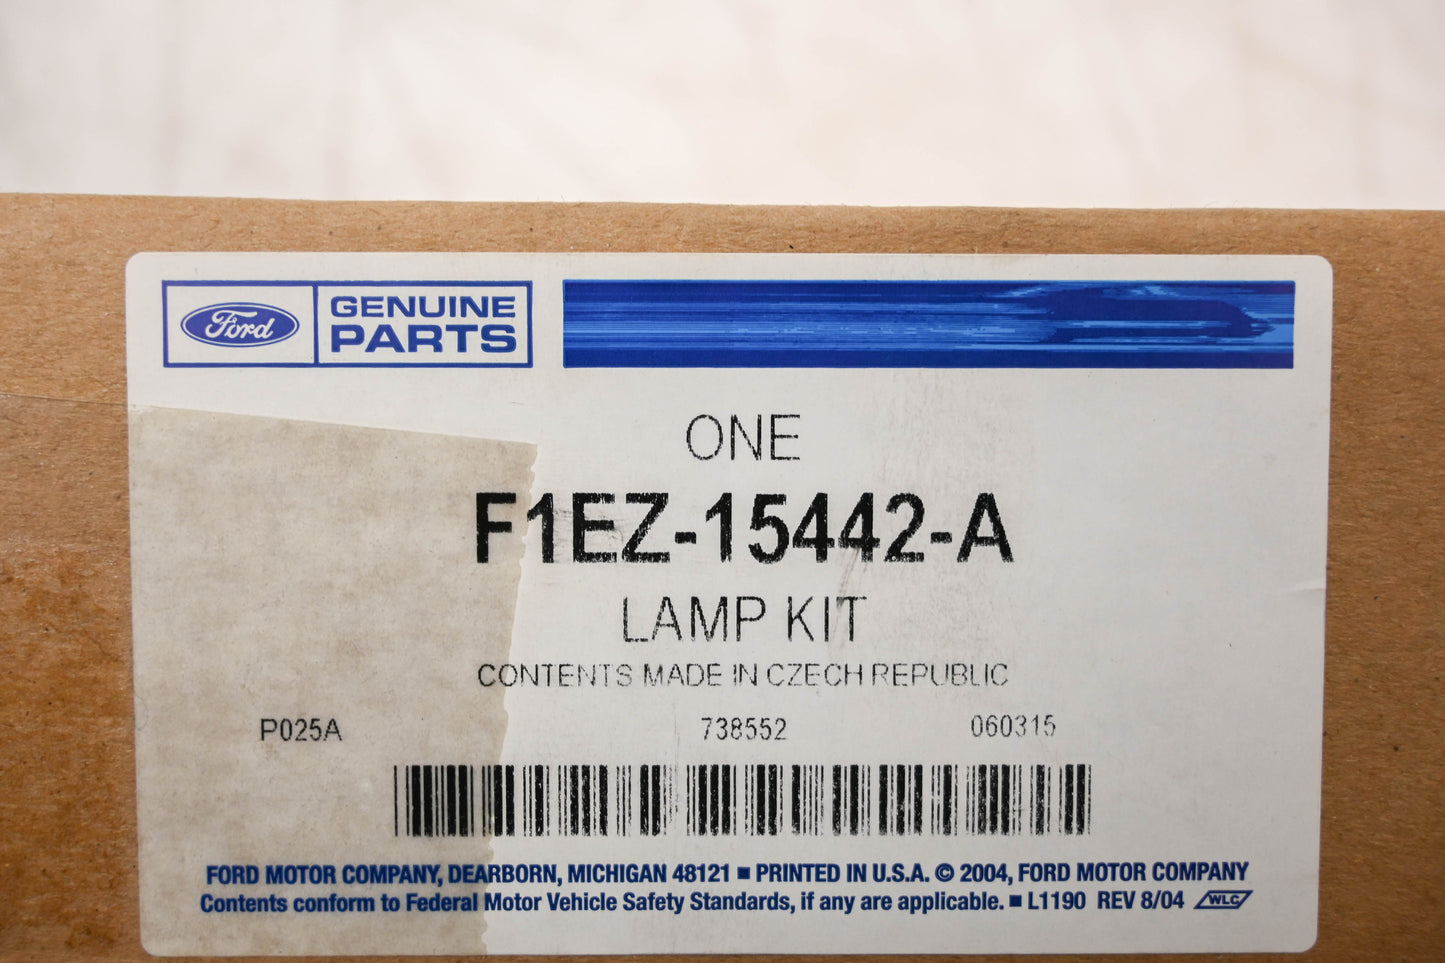 Ford
GENUINE
PARTS
ONE
F1EZ-15442-A
LAMP KIT
CONTENTS MADE IN CZECH REPUBLIC
P025A 738552 060315
FORD MOTOR COMPANY, DEARBORN, MICHIGAN 48121 ■ PRINTED IN U.S.A. © 2004, FORD MOTOR COMPANY
Contents conform to Federal Motor Vehicle Safety Standards, if any are applicable. ■ L1190 REV 8/04 WLG